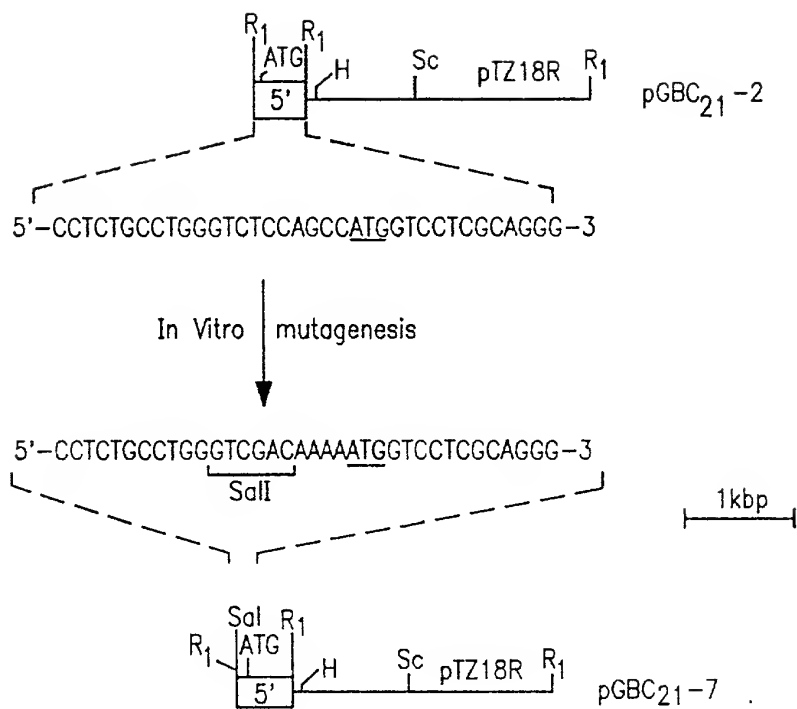 R1 ATG R1 H Sc pTZ18R R1
5' pGBC21-2
5'-CCTCTGCCTGGGTCTCCAGCCATGGTCCTCGCAGGG-3
In Vitro mutagenesis
5'-CCTCTGCCTGGGTCGACAAAAATGGTCCTCGCAGGG-3
SalI
1kbp
Sal
R1 ATG R1 H Sc pTZ18R R1
5' pGBC21-7 .